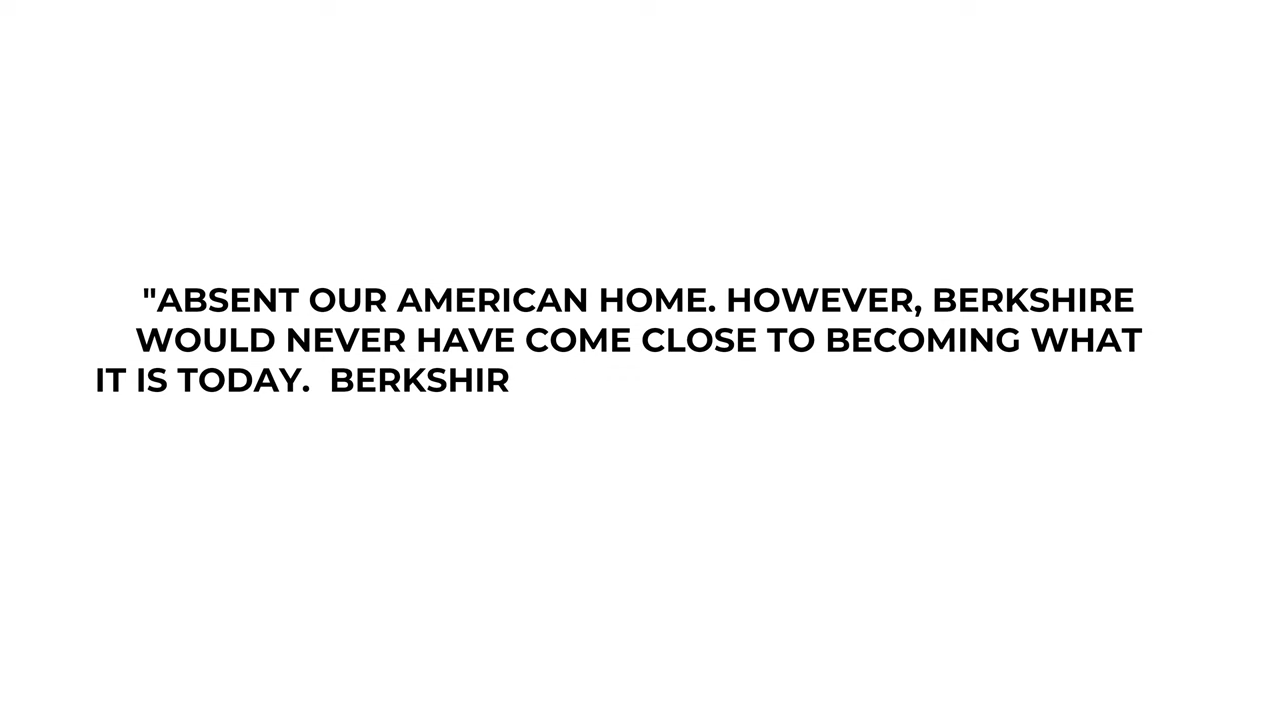 "ABSENT OUR AMERICAN HOME. HOWEVER, BERKSHIRE
WOULD NEVER HAVE COME CLOSE TO BECOMING WHAT
IT IS TODAY.  BERKSHIR